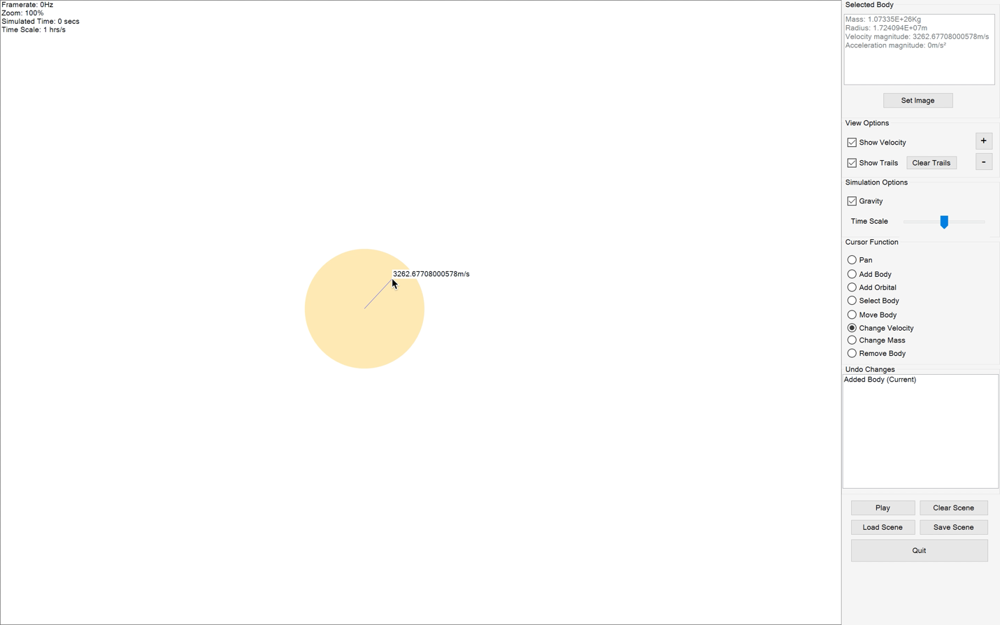 Framerate: 0Hz
Zoom: 100%
Simulated Time: 0 secs
Time Scale: 1 hrs/s
3262.67708000578m/s
Selected Body
Mass: 1.07335E+26Kg
Radius: 1.724094E+07m
Velocity magnitude: 3262.67708000578m/s
Acceleration magnitude: 0m/s²
Set Image
View Options
Show Velocity
+
Show Trails
Clear Trails
-
Simulation Options
Gravity
Time Scale
Cursor Function
Pan
Add Body
Add Orbital
Select Body
Move Body
Change Velocity
Change Mass
Remove Body
Undo Changes
Added Body (Current)
Play
Clear Scene
Load Scene
Save Scene
Quit